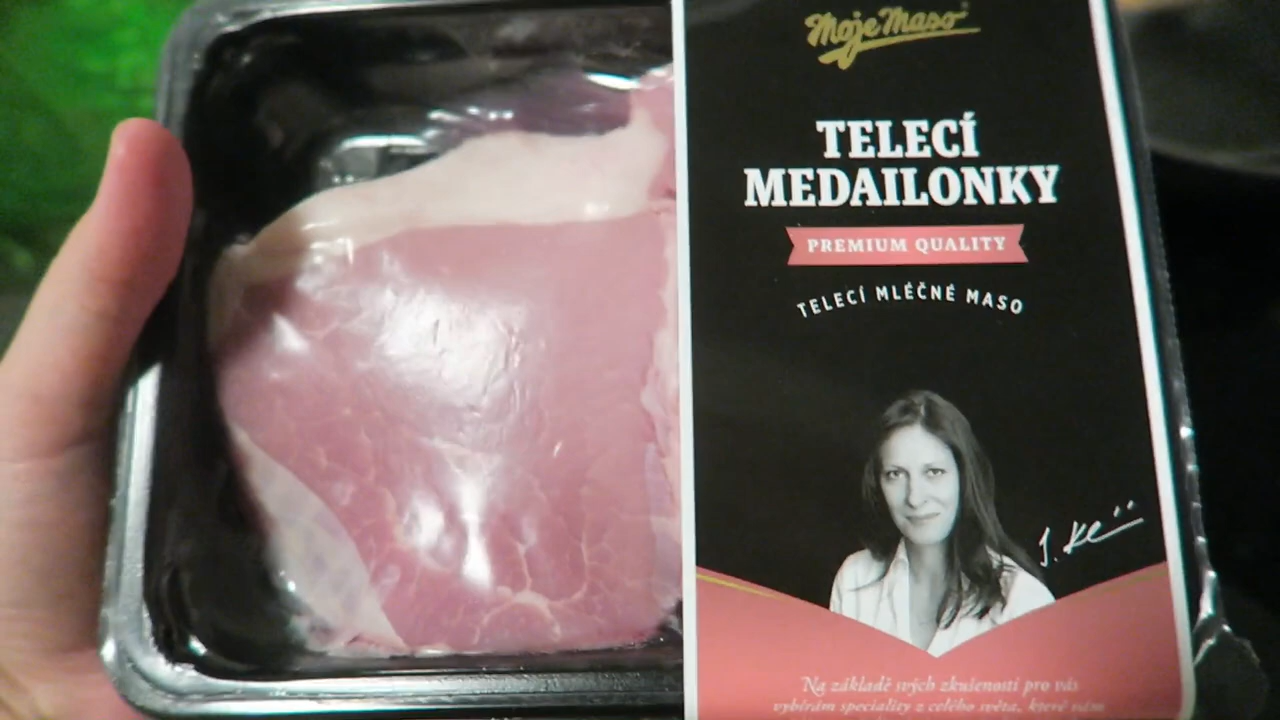 Moje Maso
TELECÍ
MEDAILONKY
PREMIUM QUALITY
TELECÍ MLÉČNÉ MASO
Na základě svých zkušeností pro vás
vybírám speciality z celého světa, které vám